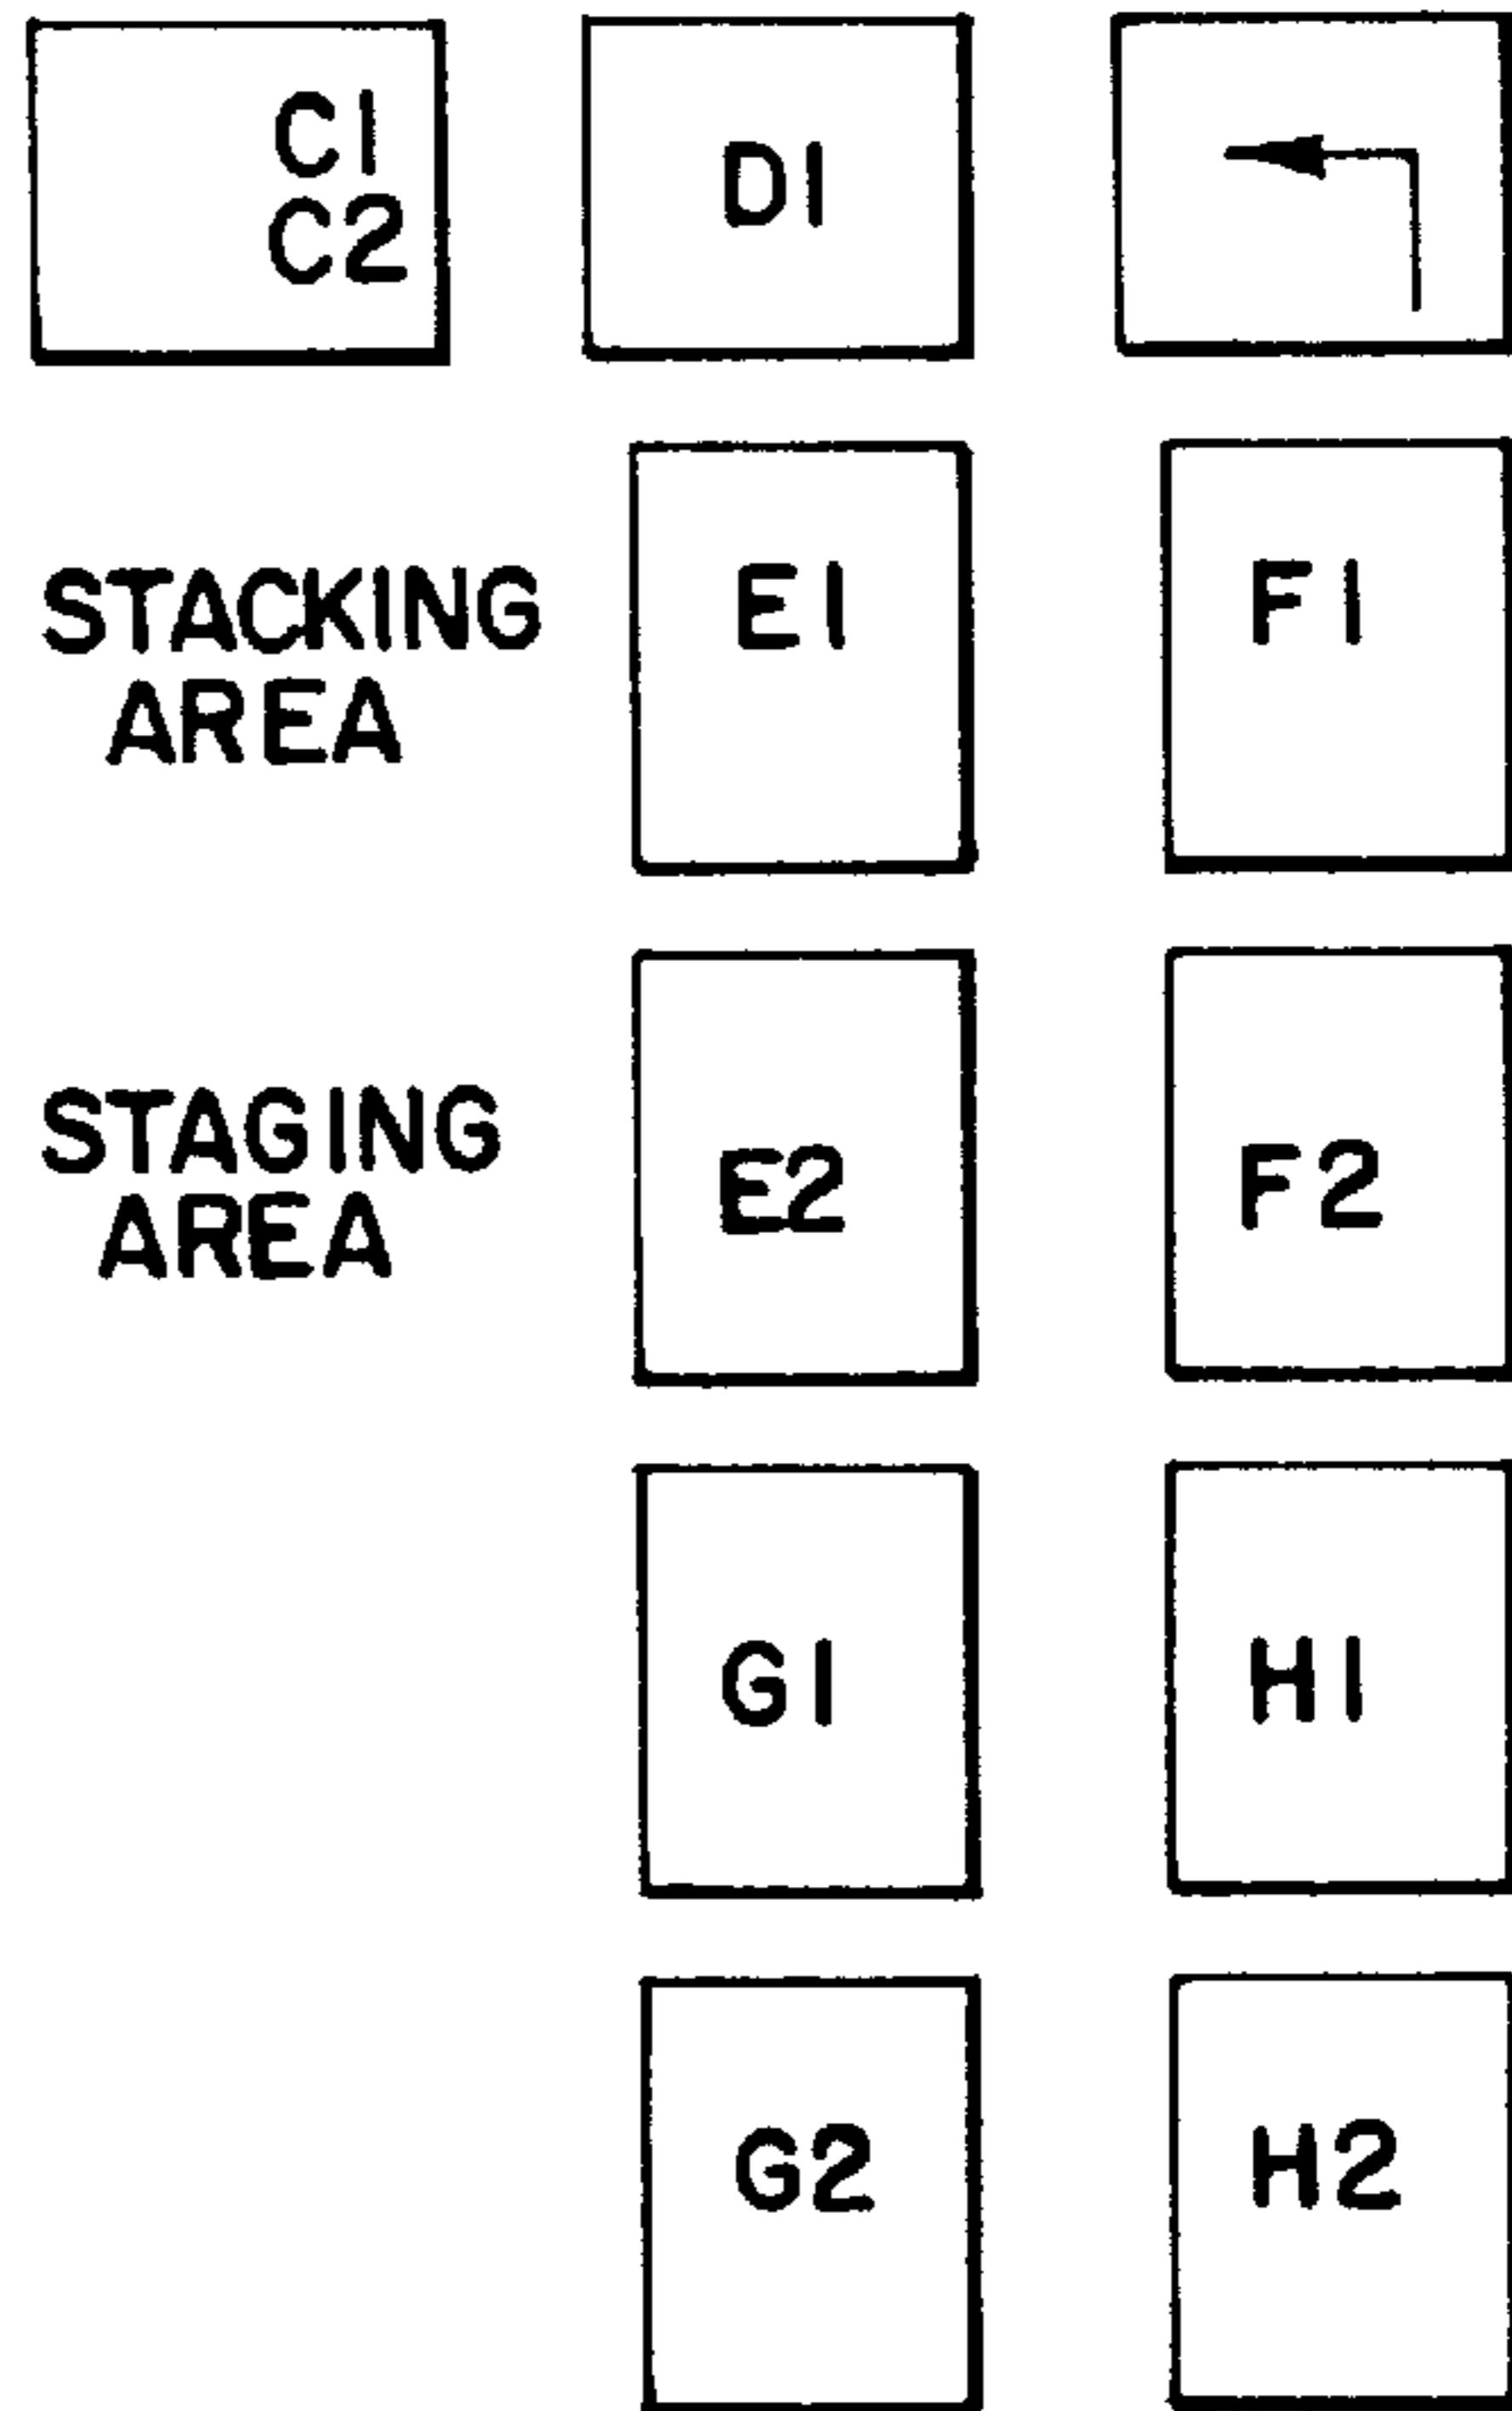 C1
C2
D1
STACKING
AREA
E1
F1
STAGING
AREA
E2
F2
G1
H1
G2
H2